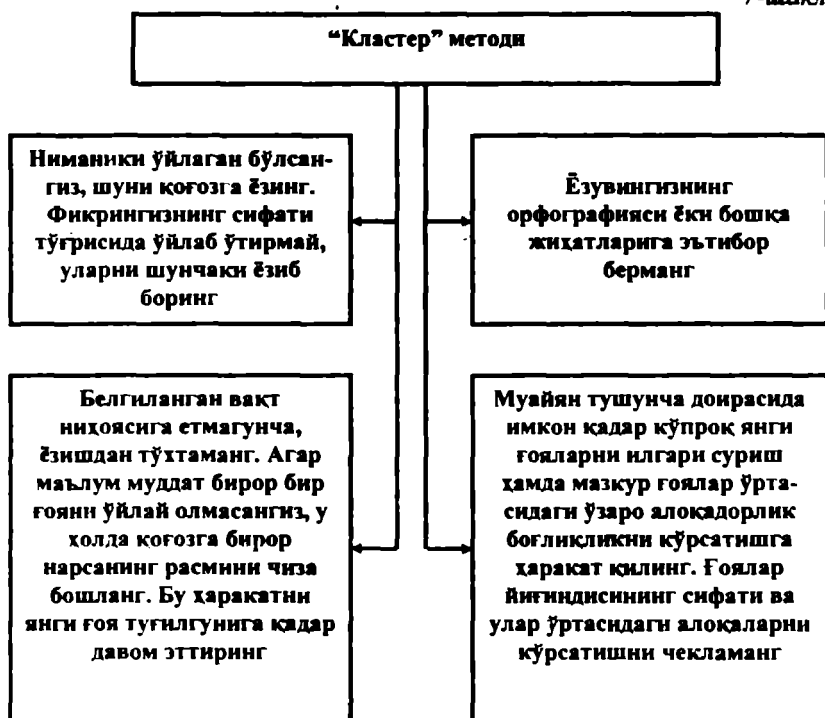 “Кластер” методи
Ниманики ўйлаган бўлсан-
гиз, шуни қоғозга ёзинг.
Фикрингизнинг сифати
тўғрисида ўйлаб ўтирмай,
уларни шунчаки ёзиб
боринг
Ёзувингизнинг
орфографияси ёки бошқа
жиҳатларига эътибор
берманг
Белгиланган вақт
ниҳоясига етмагунча,
ёзишдан тўхтаманг. Агар
маълум муддат бирор бир
ғояни ўйлай олмасангиз, у
ҳолда қоғозга бирор
нарсанинг расмини чиза
бошланг. Бу ҳаракатни
янги ғоя туғилгунига қадар
давом эттиринг
Муайян тушунча доирасида
имкон қадар кўпроқ янги
ғояларни илгари суриш
ҳамда мазкур ғоялар ўрта-
сидаги ўзаро алоқадорлик
боғлиқликни кўрсатишга
ҳаракат қилинг. Ғоялар
йиғиндисининг сифати ва
улар ўртасидаги алоқаларни
кўрсатишни чекламанг